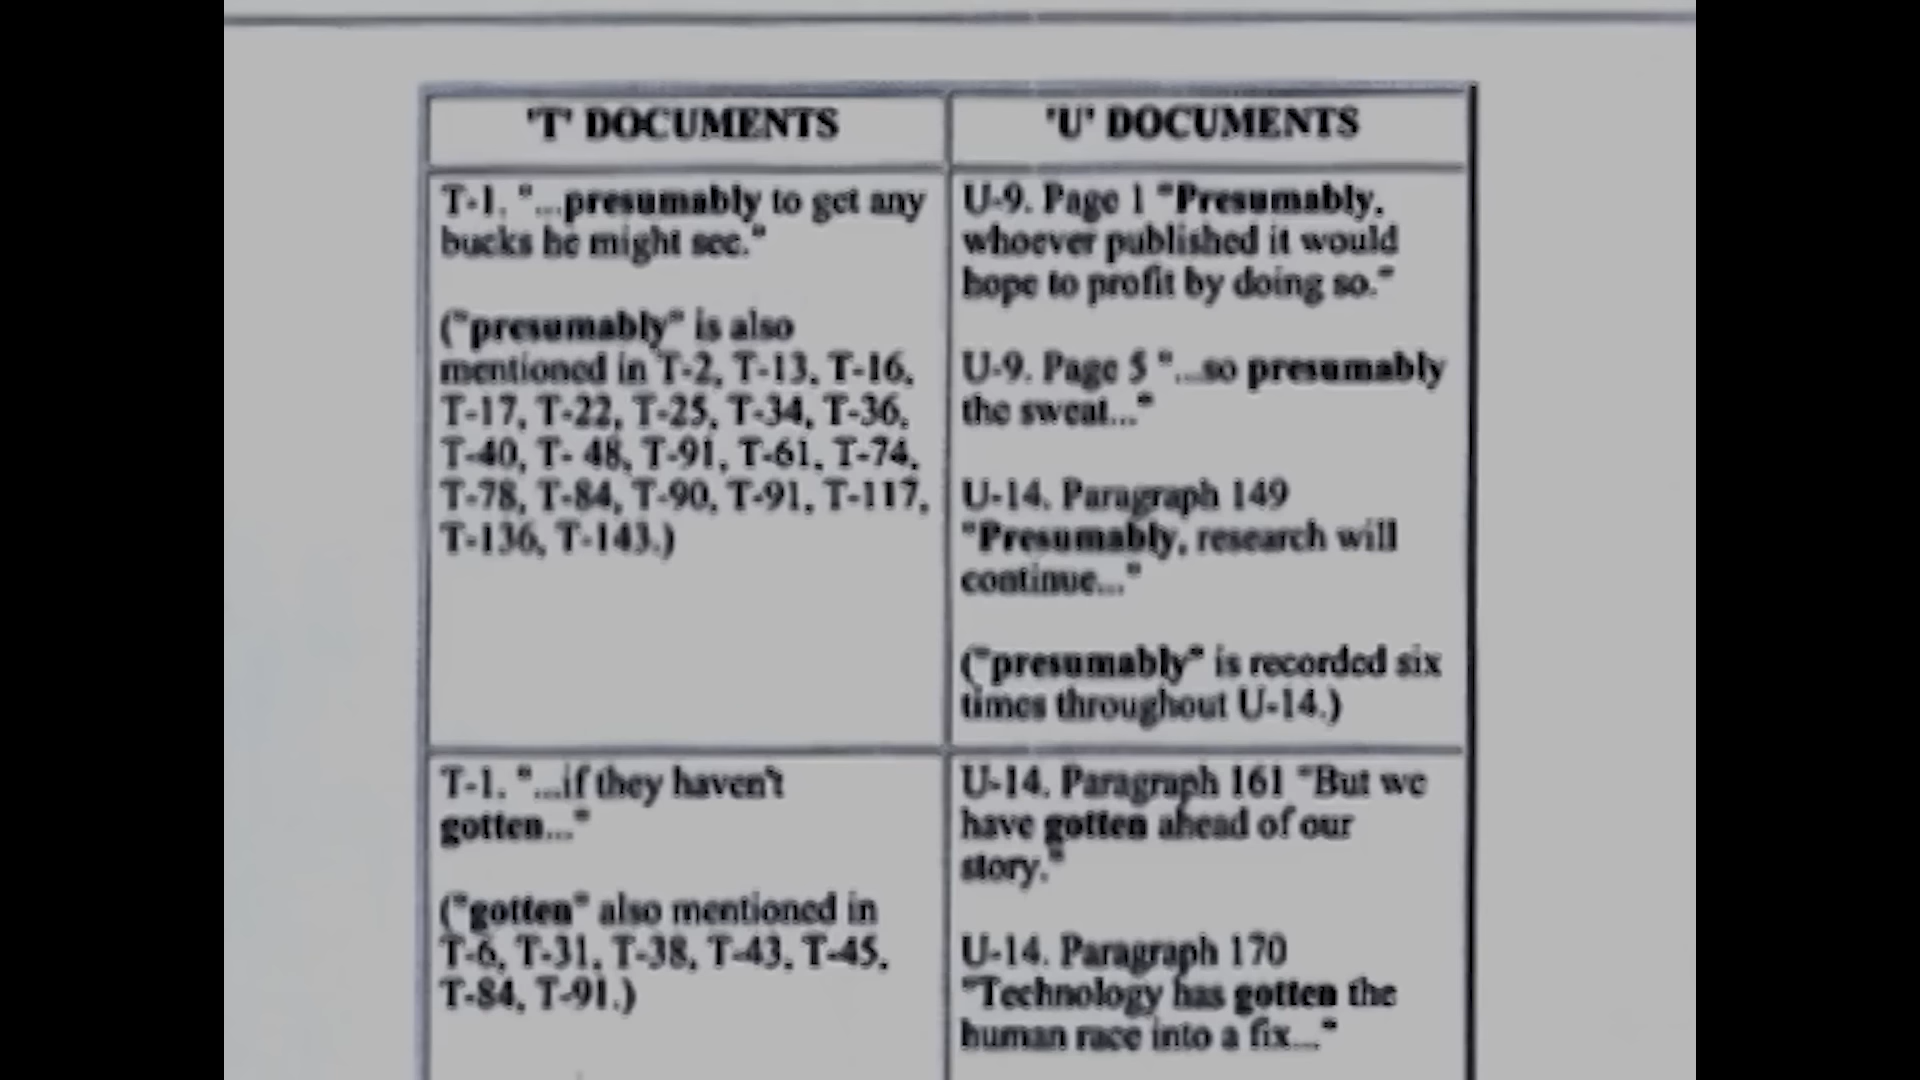 'T' DOCUMENTS
'U' DOCUMENTS
T-1. "...presumably to get any
bucks he might see."
("presumably" is also
mentioned in T-2, T-13, T-16,
T-17, T-22, T-25, T-34, T-36,
T-40, T- 48, T-91, T-61, T-74,
T-78, T-84, T-90, T-91, T-117,
T-136, T-143.)
U-9. Page 1 "Presumably,
whoever published it would
hope to profit by doing so."
U-9. Page 5 "...so presumably
the sweat..."
U-14. Paragraph 149
"Presumably, research will
continue..."
("presumably" is recorded six
times throughout U-14.)
T-1. "...if they haven't
gotten..."
("gotten" also mentioned in
T-6, T-31, T-38, T-43, T-45,
T-84, T-91.)
U-14. Paragraph 161 "But we
have gotten ahead of our
story."
U-14. Paragraph 170
"Technology has gotten the
human race into a fix..."